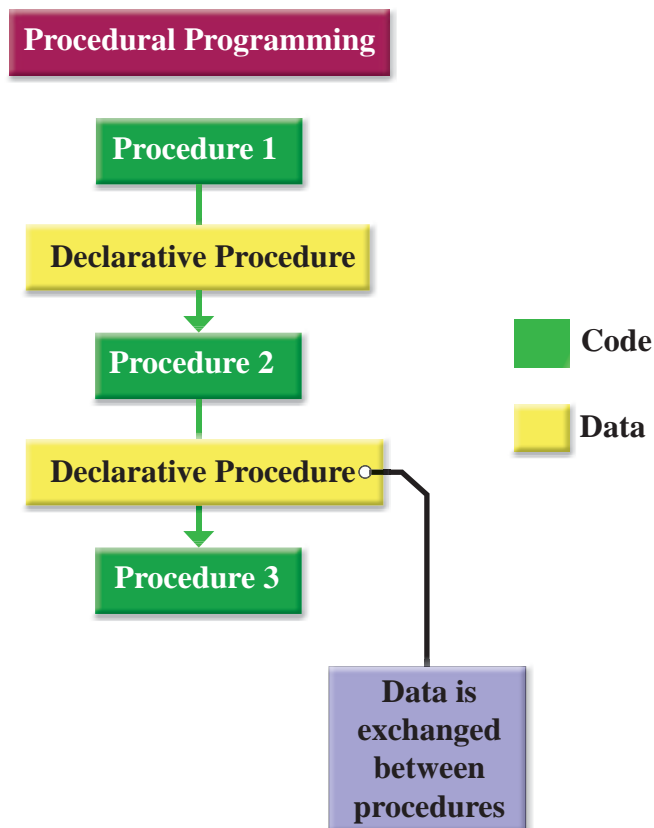 Procedural Programming
Procedure 1
Declarative Procedure
Procedure 2
Declarative Procedure
Procedure 3
Code
Data
Data is
exchanged
between
procedures